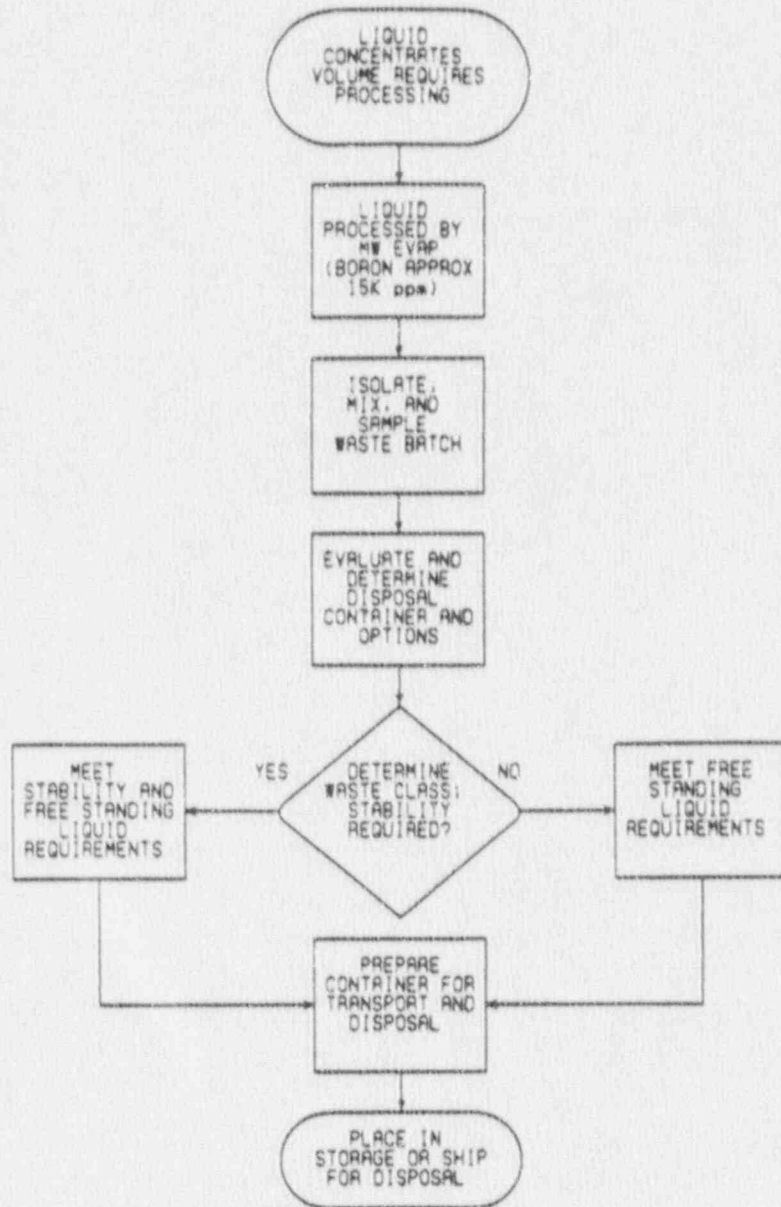 LIQUID
CONCENTRATES
VOLUME REQUIRES
PROCESSING
LIQUID
PROCESSED BY
MW EVAP
(BORON APPROX
15K ppm)
ISOLATE,
MIX, AND
SAMPLE
WASTE BATCH
EVALUATE AND
DETERMINE
DISPOSAL
CONTAINER AND
OPTIONS
DETERMINE
WASTE CLASS;
STABILITY
REQUIRED?
YES
NO
MEET
STABILITY AND
FREE STANDING
LIQUID
REQUIREMENTS
MEET FREE
STANDING
LIQUID
REQUIREMENTS
PREPARE
CONTAINER FOR
TRANSPORT AND
DISPOSAL
PLACE IN
STORAGE OR SHIP
FOR DISPOSAL